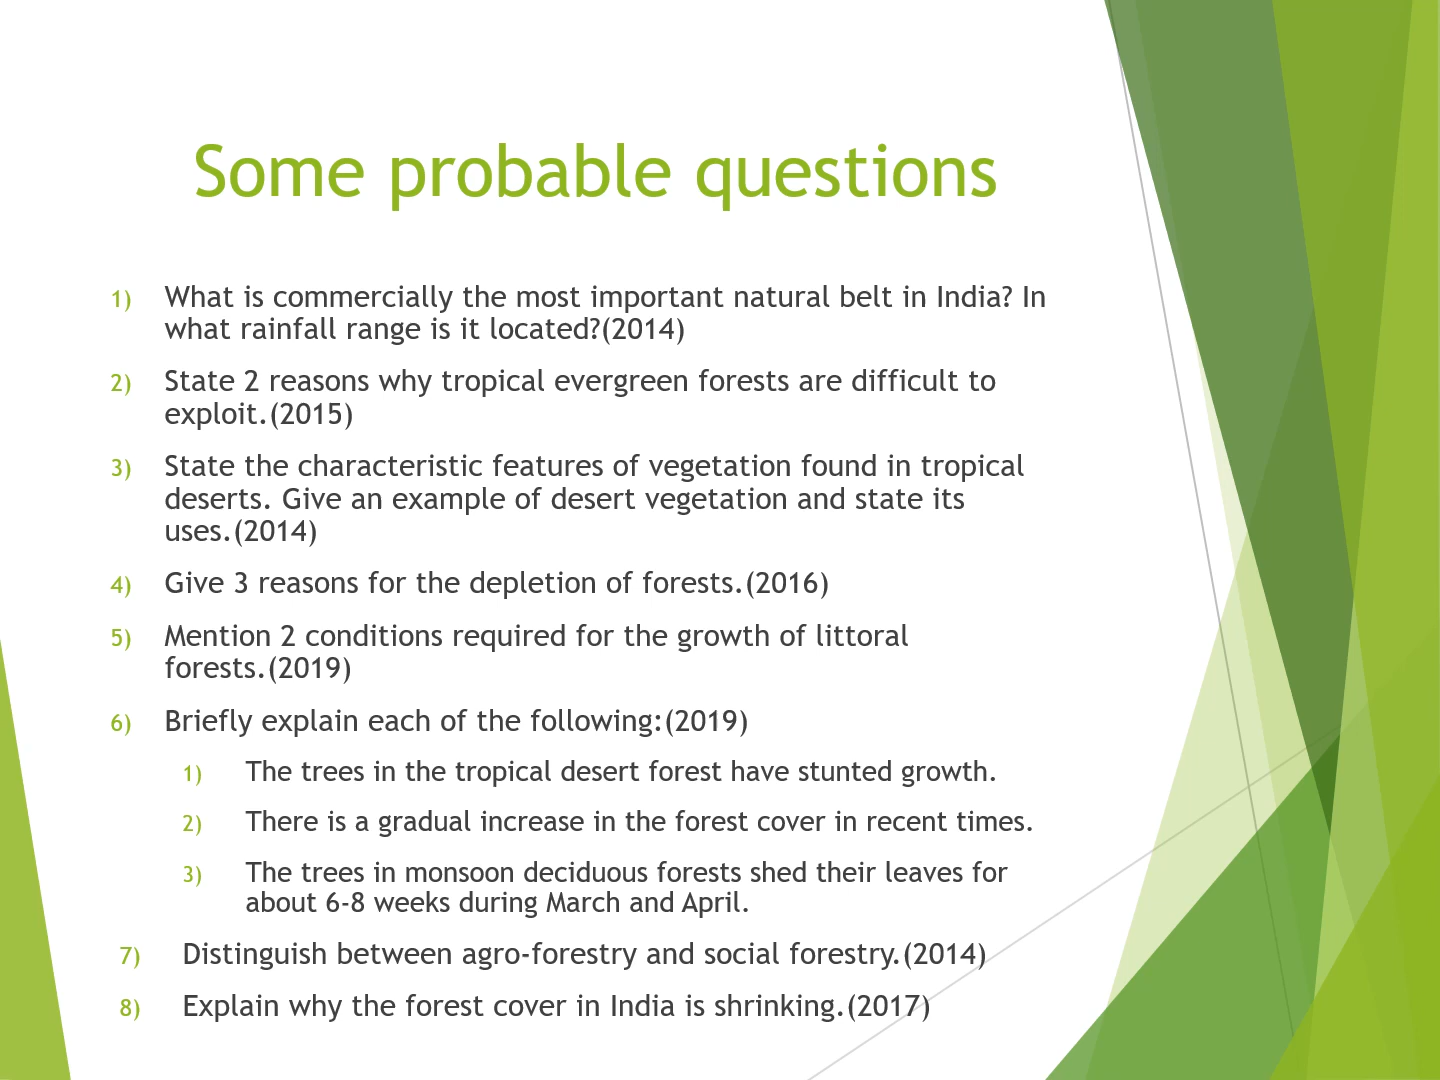 Some probable questions
1) What is commercially the most important natural belt in India? In
what rainfall range is it located?(2014)
2) State 2 reasons why tropical evergreen forests are difficult to
exploit.(2015)
3) State the characteristic features of vegetation found in tropical
deserts. Give an example of desert vegetation and state its
uses.(2014)
4) Give 3 reasons for the depletion of forests.(2016)
5) Mention 2 conditions required for the growth of littoral
forests.(2019)
6) Briefly explain each of the following:(2019)
1) The trees in the tropical desert forest have stunted growth.
2) There is a gradual increase in the forest cover in recent times.
3) The trees in monsoon deciduous forests shed their leaves for
about 6-8 weeks during March and April.
7) Distinguish between agro-forestry and social forestry.(2014)
8) Explain why the forest cover in India is shrinking.(2017)